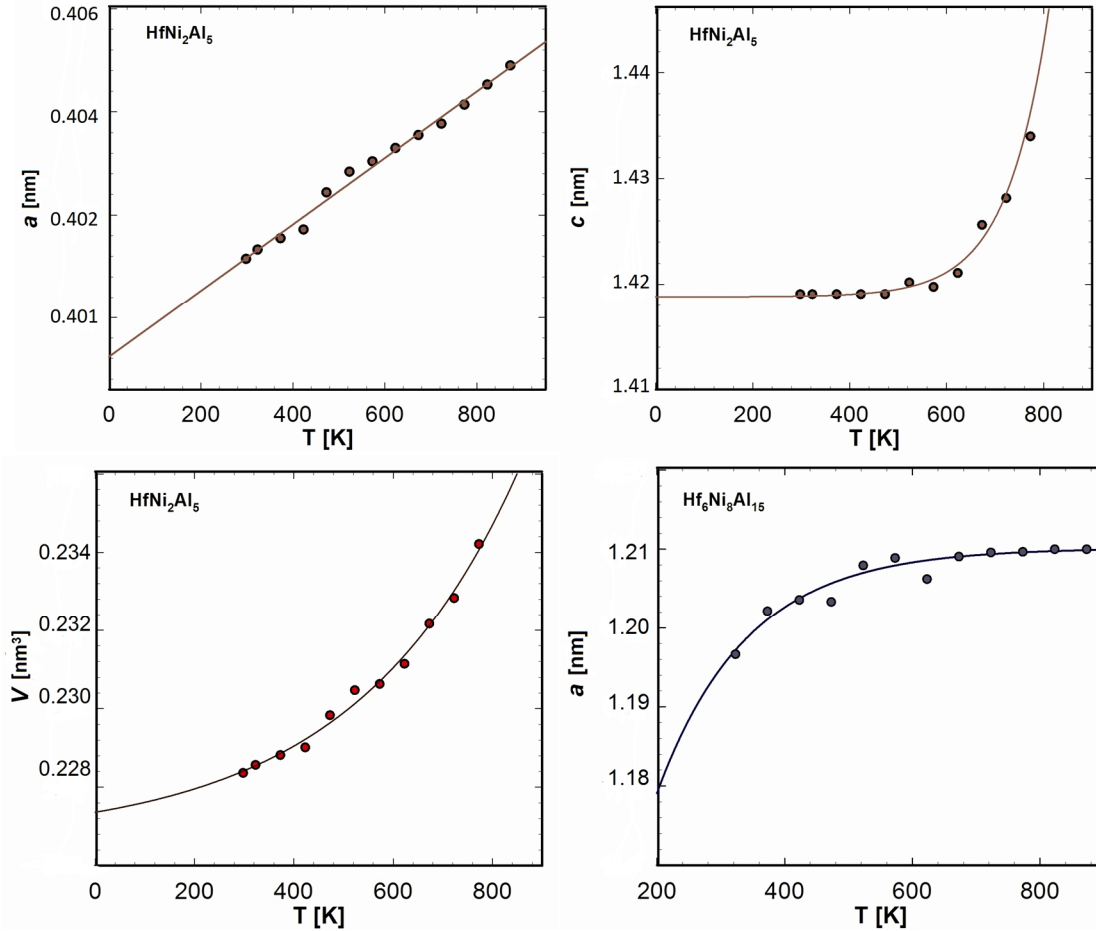 HfNi₂Al₅
0.406
0.404
0.402
0.401
a [nm]
0 200 400 600 800
T [K]
HfNi₂Al₅
1.44
1.43
1.42
1.41
c [nm]
0 200 400 600 800
T [K]
HfNi₂Al₅
0.234
0.232
0.230
0.228
V [nm³]
0 200 400 600 800
T [K]
Hf₆Ni₈Al₁₅
1.21
1.20
1.19
1.18
a [nm]
200 400 600 800
T [K]